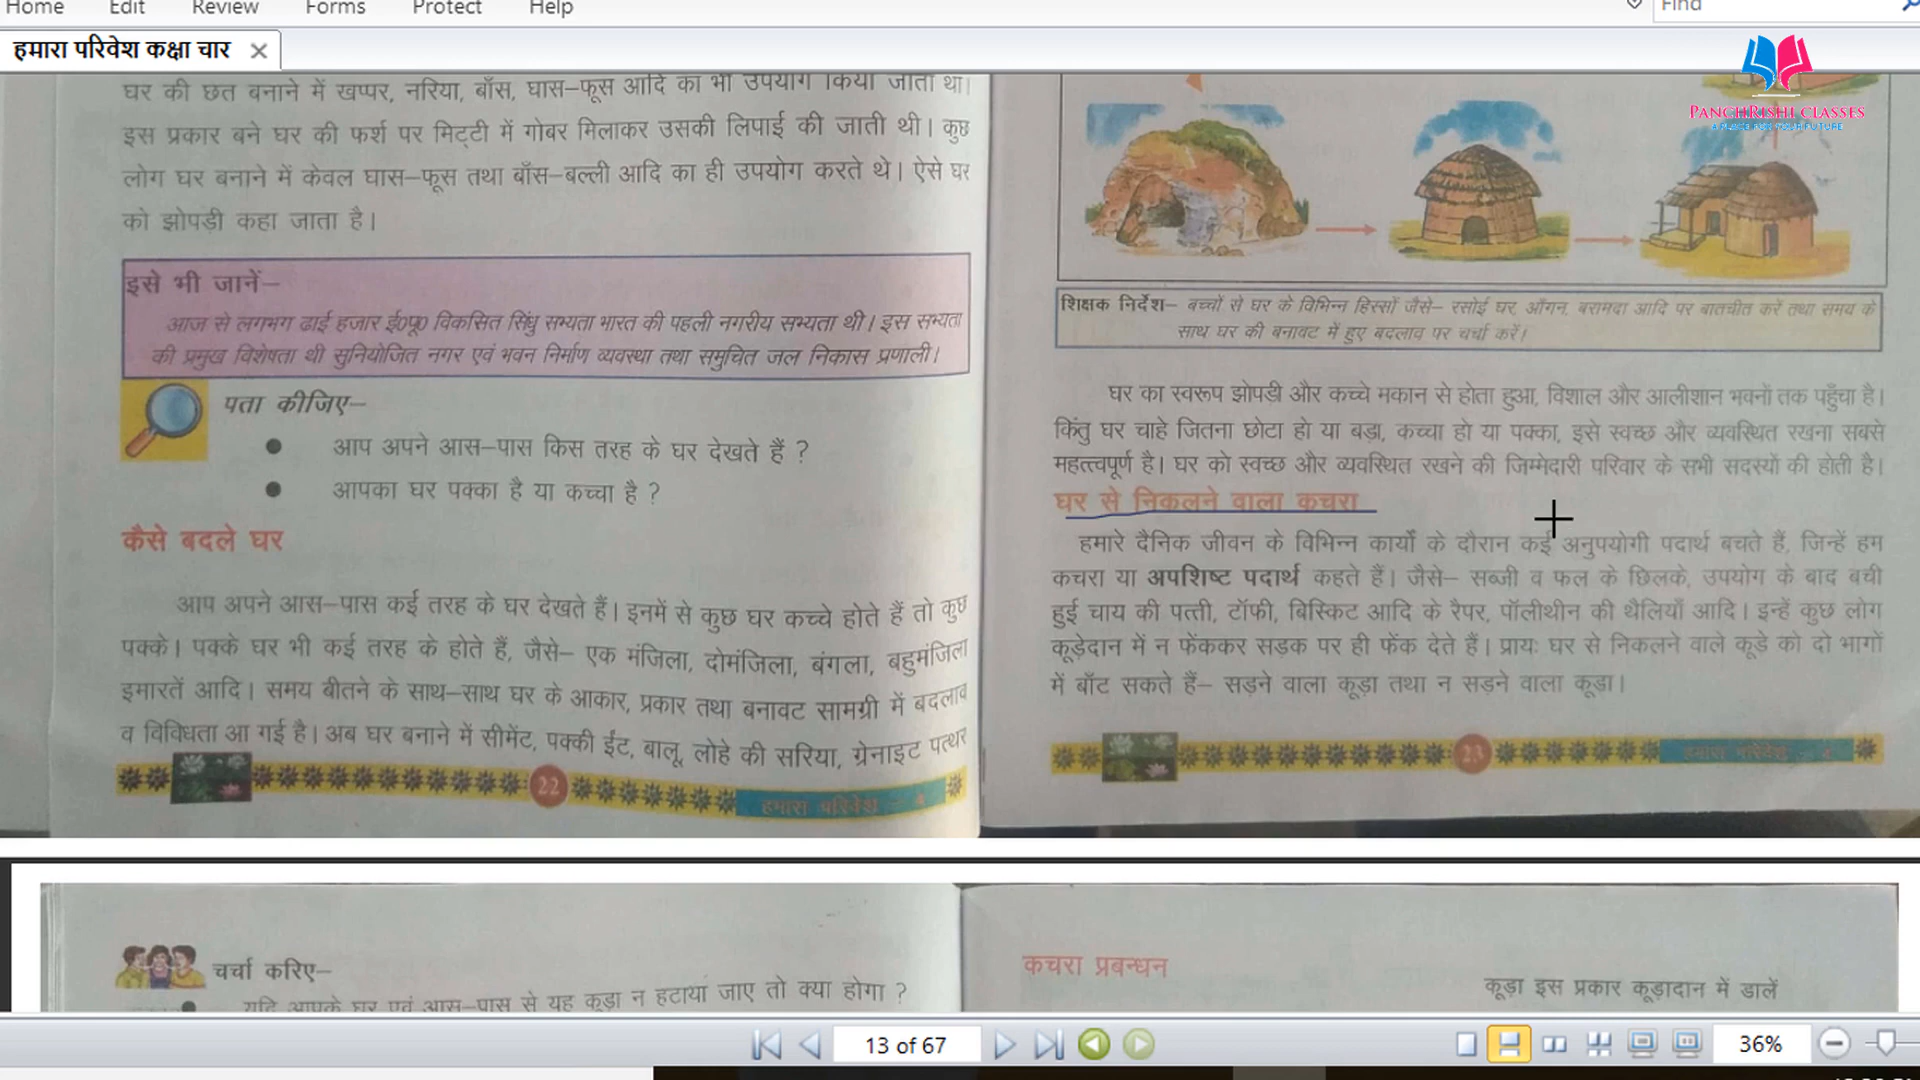 Home Edit Review Forms Protect Help
Find
हमारा परिवेश कक्षा चार
PANGHRISHI CLASSES
A PLACE FOR YOUR FUTURE
घर की छत बनाने में खप्पर, नरिया, बाँस, घास–फूस आदि का भी उपयोग किया जाता था।
इस प्रकार बने घर की फर्श पर मिट्टी में गोबर मिलाकर उसकी लिपाई की जाती थी। कुछ
लोग घर बनाने में केवल घास–फूस तथा बाँस–बल्ली आदि का ही उपयोग करते थे। ऐसे घर
को झोपड़ी कहा जाता है।
इसे भी जानें–
आज से लगभग ढाई हजार ई0पू0 विकसित सिंधु सभ्यता भारत की पहली नगरीय सभ्यता थी। इस सभ्यता
की प्रमुख विशेषता थी सुनियोजित नगर एवं भवन निर्माण व्यवस्था तथा समुचित जल निकास प्रणाली।
पता कीजिए–
● आप अपने आस–पास किस तरह के घर देखते हैं ?
● आपका घर पक्का है या कच्चा है ?
कैसे बदले घर
आप अपने आस–पास कई तरह के घर देखते हैं। इनमें से कुछ घर कच्चे होते हैं तो कुछ
पक्के। पक्के घर भी कई तरह के होते हैं, जैसे– एक मंजिला, दोमंजिला, बंगला, बहुमंजिला
इमारतें आदि। समय बीतने के साथ–साथ घर के आकार, प्रकार तथा बनावट सामग्री में बदलाव
व विविधता आ गई है। अब घर बनाने में सीमेंट, पक्की ईंट, बालू, लोहे की सरिया, ग्रेनाइट पत्थर
22
हमारा परिवेश – 4
शिक्षक निर्देश– बच्चों से घर के विभिन्न हिस्सों जैसे– रसोई घर, आँगन, बरामदा आदि पर बातचीत करें तथा समय के
साथ घर की बनावट में हुए बदलाव पर चर्चा करें।
घर का स्वरूप झोपड़ी और कच्चे मकान से होता हुआ, विशाल और आलीशान भवनों तक पहुँचा है।
किंतु घर चाहे जितना छोटा हो या बड़ा, कच्चा हो या पक्का, इसे स्वच्छ और व्यवस्थित रखना सबसे
महत्त्वपूर्ण है। घर को स्वच्छ और व्यवस्थित रखने की जिम्मेदारी परिवार के सभी सदस्यों की होती है।
घर से निकलने वाला कचरा
हमारे दैनिक जीवन के विभिन्न कार्यों के दौरान कई अनुपयोगी पदार्थ बचते हैं, जिन्हें हम
कचरा या अपशिष्ट पदार्थ कहते हैं। जैसे– सब्जी व फल के छिलके, उपयोग के बाद बची
हुई चाय की पत्ती, टॉफी, बिस्किट आदि के रैपर, पॉलीथीन की थैलियाँ आदि। इन्हें कुछ लोग
कूड़ेदान में न फेंककर सड़क पर ही फेंक देते हैं। प्रायः घर से निकलने वाले कूड़े को दो भागों
में बाँट सकते हैं– सड़ने वाला कूड़ा तथा न सड़ने वाला कूड़ा।
23
हमारा परिवेश – 4
चर्चा करिए–
● यदि आपके घर एवं आस–पास से यह कूड़ा न हटाया जाए तो क्या होगा ?
कचरा प्रबन्धन
कूड़ा इस प्रकार कूड़ादान में डालें
13 of 67
36%